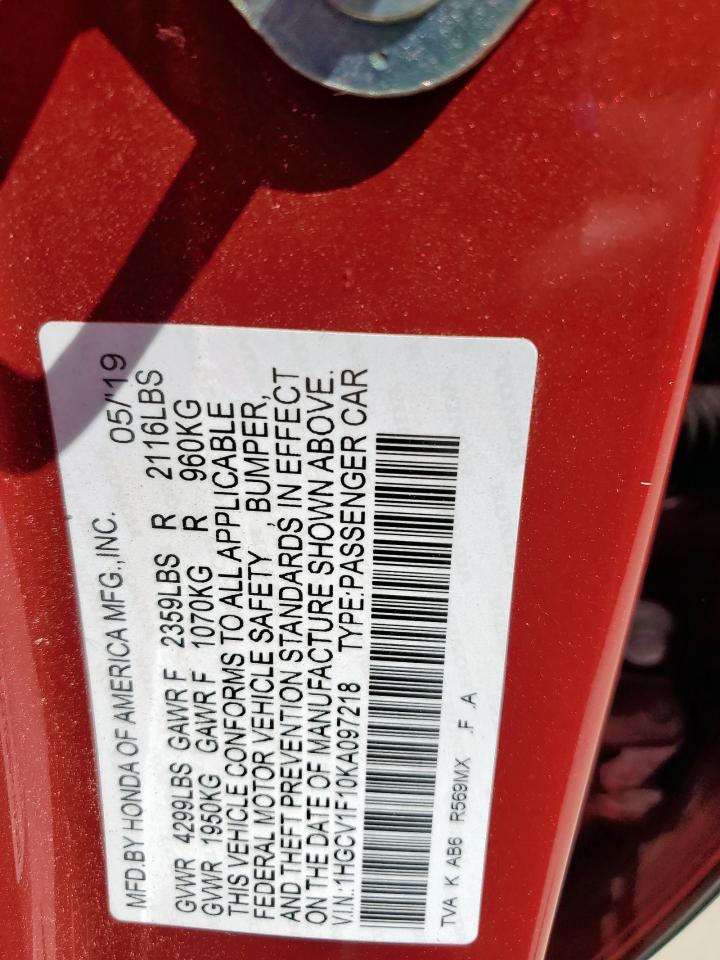 MFD.BY HONDA OF AMERICA MFG.,INC. 05/'19
GVWR 4299LBS GAWR F 2359LBS R 2116LBS
GVWR 1950KG GAWR F 1070KG R 960KG
THIS VEHICLE CONFORMS TO ALL APPLICABLE
FEDERAL MOTOR VEHICLE SAFETY , BUMPER,
AND THEFT PREVENTION STANDARDS IN EFFECT
ON THE DATE OF MANUFACTURE SHOWN ABOVE.
V.I.N.:1HGCV1F10KA097218 TYPE:PASSENGER CAR
TVA K AB6 R569MX .F .A